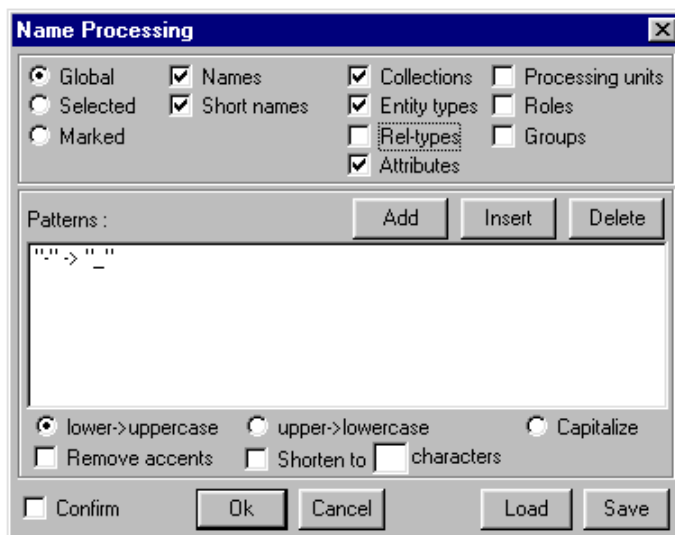 Name Processing
Global Names Collections Processing units
Selected Short names Entity types Roles
Marked Rel-types Groups
Attributes
Patterns : Add Insert Delete
"-" -> "_"
lower->uppercase upper->lowercase Capitalize
Remove accents Shorten to characters
Confirm Ok Cancel Load Save